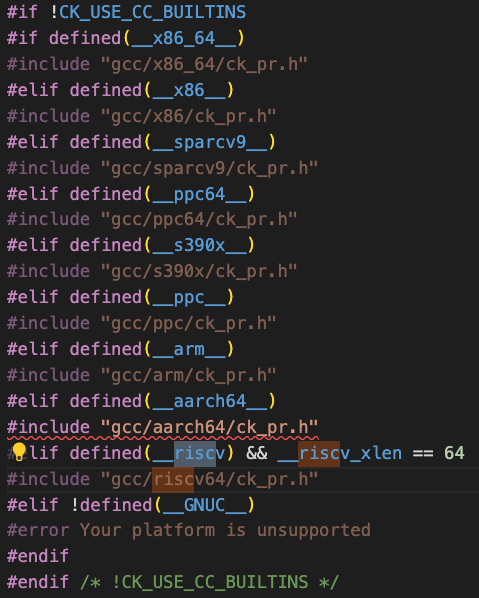 #if !CK_USE_CC_BUILTINS
#if defined(__x86_64__)
#include "gcc/x86_64/ck_pr.h"
#elif defined(__x86__)
#include "gcc/x86/ck_pr.h"
#elif defined(__sparcv9__)
#include "gcc/sparcv9/ck_pr.h"
#elif defined(__ppc64__)
#include "gcc/ppc64/ck_pr.h"
#elif defined(__s390x__)
#include "gcc/s390x/ck_pr.h"
#elif defined(__ppc__)
#include "gcc/ppc/ck_pr.h"
#elif defined(__arm__)
#include "gcc/arm/ck_pr.h"
#elif defined(__aarch64__)
#include "gcc/aarch64/ck_pr.h"
#elif defined(__riscv) && __riscv_xlen == 64
#include "gcc/riscv64/ck_pr.h"
#elif !defined(__GNUC__)
#error Your platform is unsupported
#endif
#endif /* !CK_USE_CC_BUILTINS */